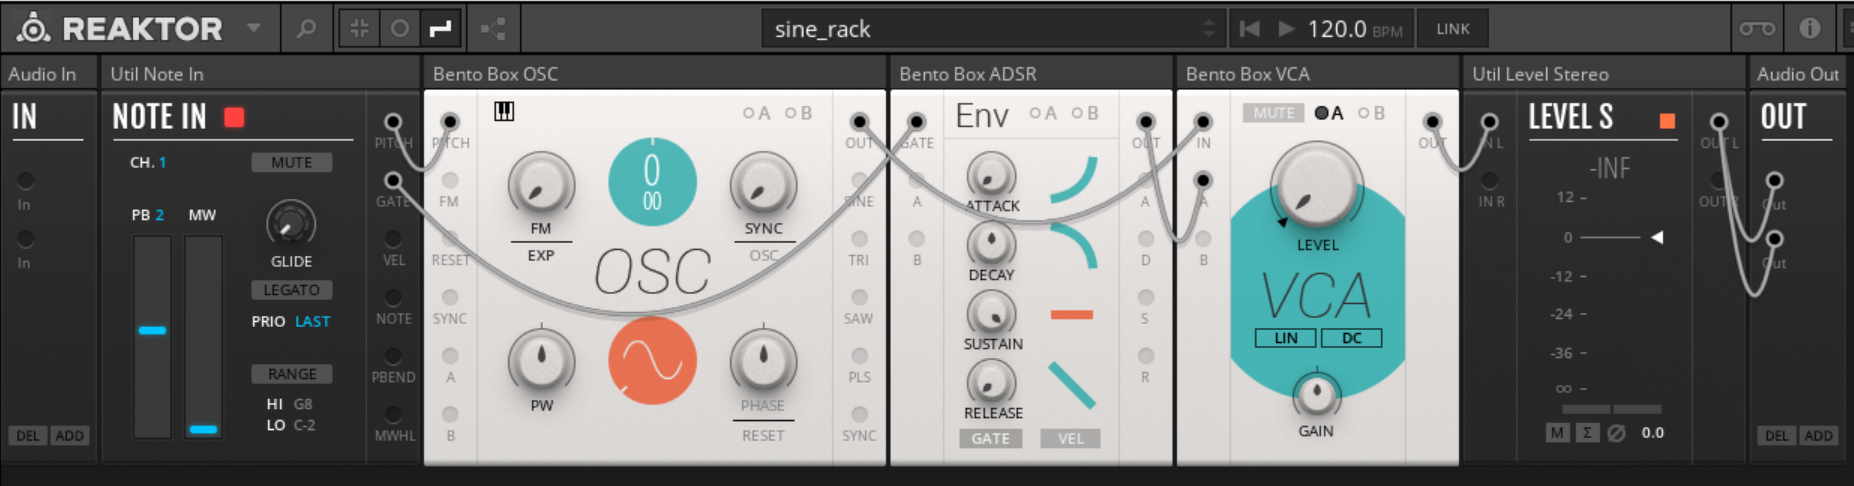 REAKTOR
sine_rack
120.0 BPM
LINK
Audio In
Util Note In
Bento Box OSC
Bento Box ADSR
Bento Box VCA
Util Level Stereo
Audio Out
IN
In
In
DEL ADD
NOTE IN
CH. 1
MUTE
PB 2 MW
GLIDE
LEGATO
PRIO LAST
RANGE
HI G8
LO C-2
PITCH
GATE
VEL
NOTE
PBEND
MWHL
PITCH
FM
RESET
SYNC
A
B
A B
0
00
FM
EXP
SYNC
OSC
OSC
PW
PHASE
RESET
OUT
SINE
TRI
SAW
PLS
SYNC
GATE
A
B
Env A B
ATTACK
DECAY
SUSTAIN
RELEASE
GATE VEL
OUT
A
D
S
R
IN
A
B
MUTE A B
LEVEL
VCA
LIN DC
GAIN
OUT
IN L
IN R
LEVEL S
-INF
12
0
-12
-24
-36
∞
M Σ Ø 0.0
OUT L
OUT R
OUT
Out
Out
DEL ADD